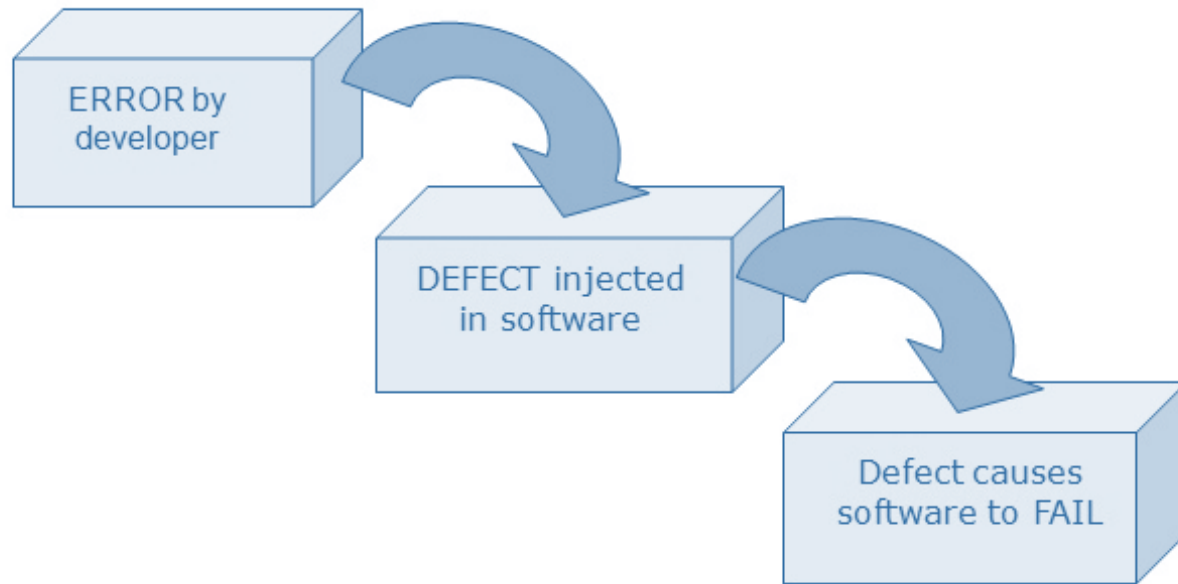 ERROR by
developer
DEFECT injected
in software
Defect causes
software to FAIL